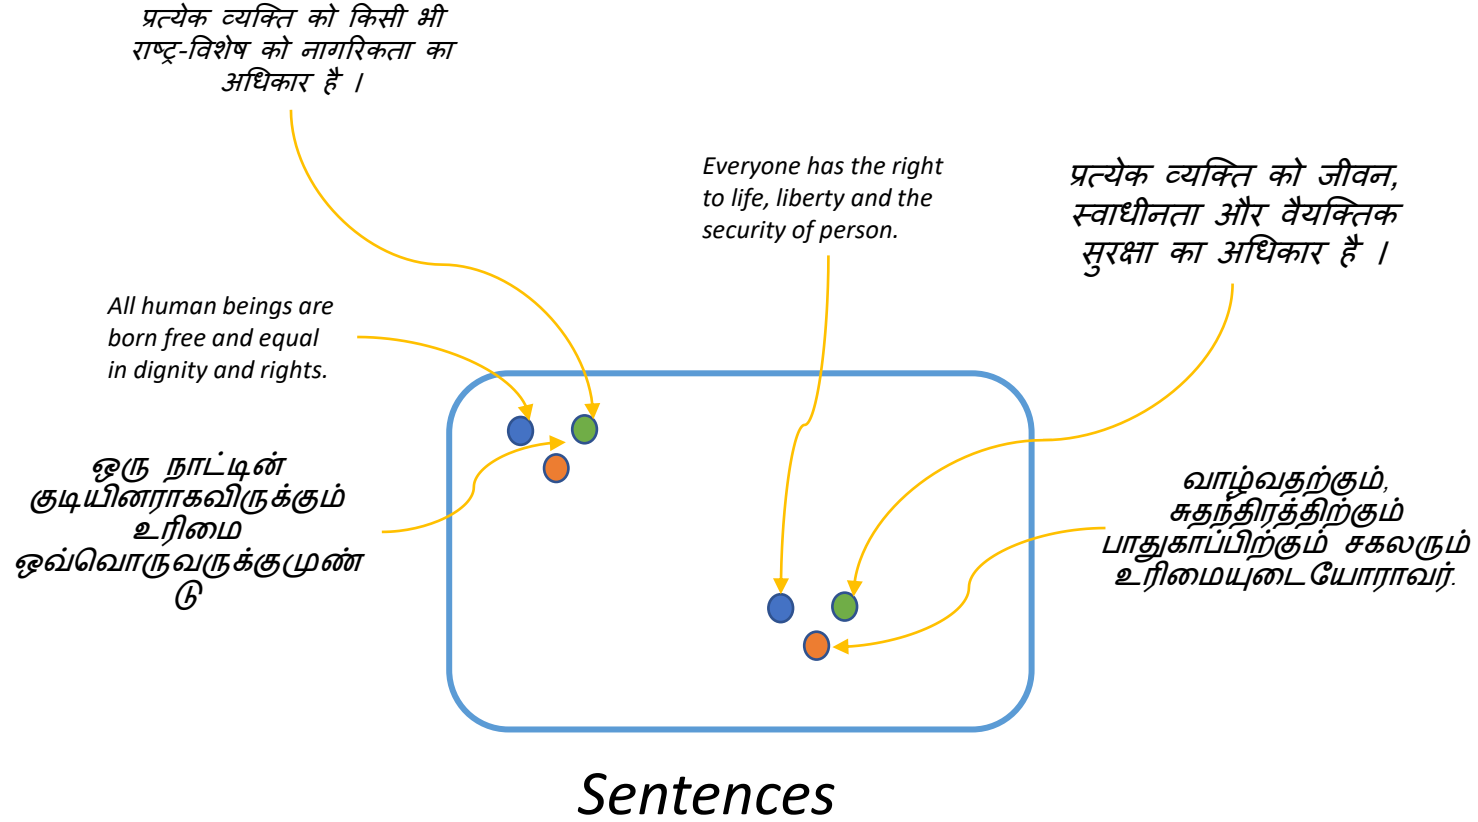 प्रत्येक व्यक्ति को किसी भी
राष्ट्र-विशेष को नागरिकता का
अधिकार है ।
Everyone has the right
to life, liberty and the
security of person.
प्रत्येक व्यक्ति को जीवन,
स्वाधीनता और वैयक्तिक
सुरक्षा का अधिकार है ।
All human beings are
born free and equal
in dignity and rights.
ஒரு நாட்டின்
குடியினராகவிருக்கும்
உரிமை
ஒவ்வொருவருக்குமுண்
டு
வாழ்வதற்கும்,
சுதந்திரத்திற்கும்
பாதுகாப்பிற்கும் சகலரும்
உரிமையுடையோராவர்.
Sentences